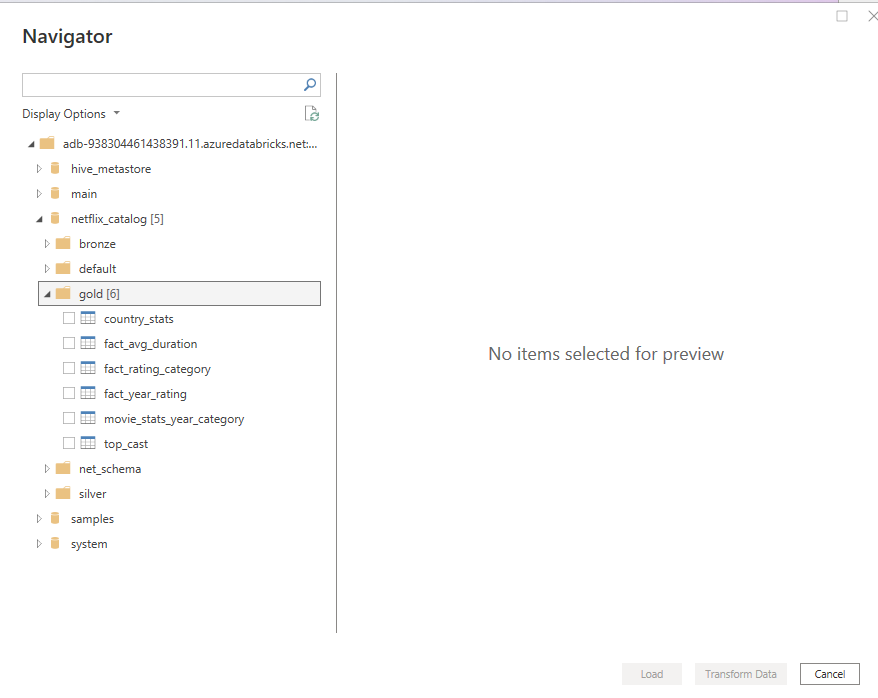 Navigator
Display Options
adb-938304461438391.11.azuredatabricks.net:...
hive_metastore
main
netflix_catalog [5]
bronze
default
gold [6]
country_stats
fact_avg_duration
fact_rating_category
fact_year_rating
movie_stats_year_category
top_cast
net_schema
silver
samples
system
No items selected for preview
Load
Transform Data
Cancel